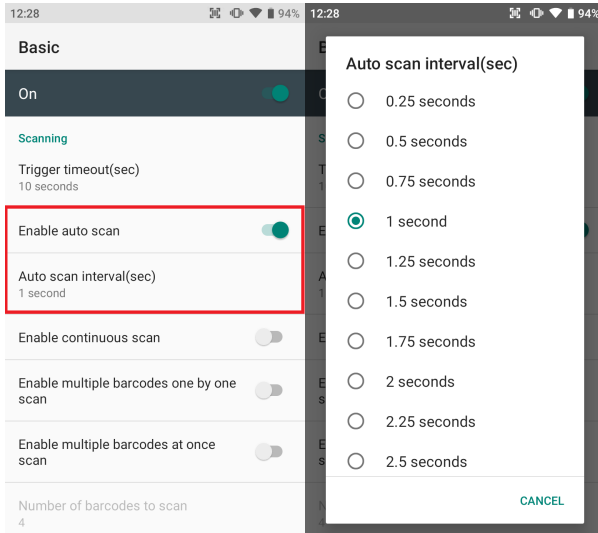 12:28
94%
Basic
On
Scanning
Trigger timeout(sec)
10 seconds
Enable auto scan
Auto scan interval(sec)
1 second
Enable continuous scan
Enable multiple barcodes one by one
scan
Enable multiple barcodes at once
scan
Number of barcodes to scan
4
12:28
94%
Auto scan interval(sec)
0.25 seconds
0.5 seconds
0.75 seconds
1 second
1.25 seconds
1.5 seconds
1.75 seconds
2 seconds
2.25 seconds
2.5 seconds
CANCEL